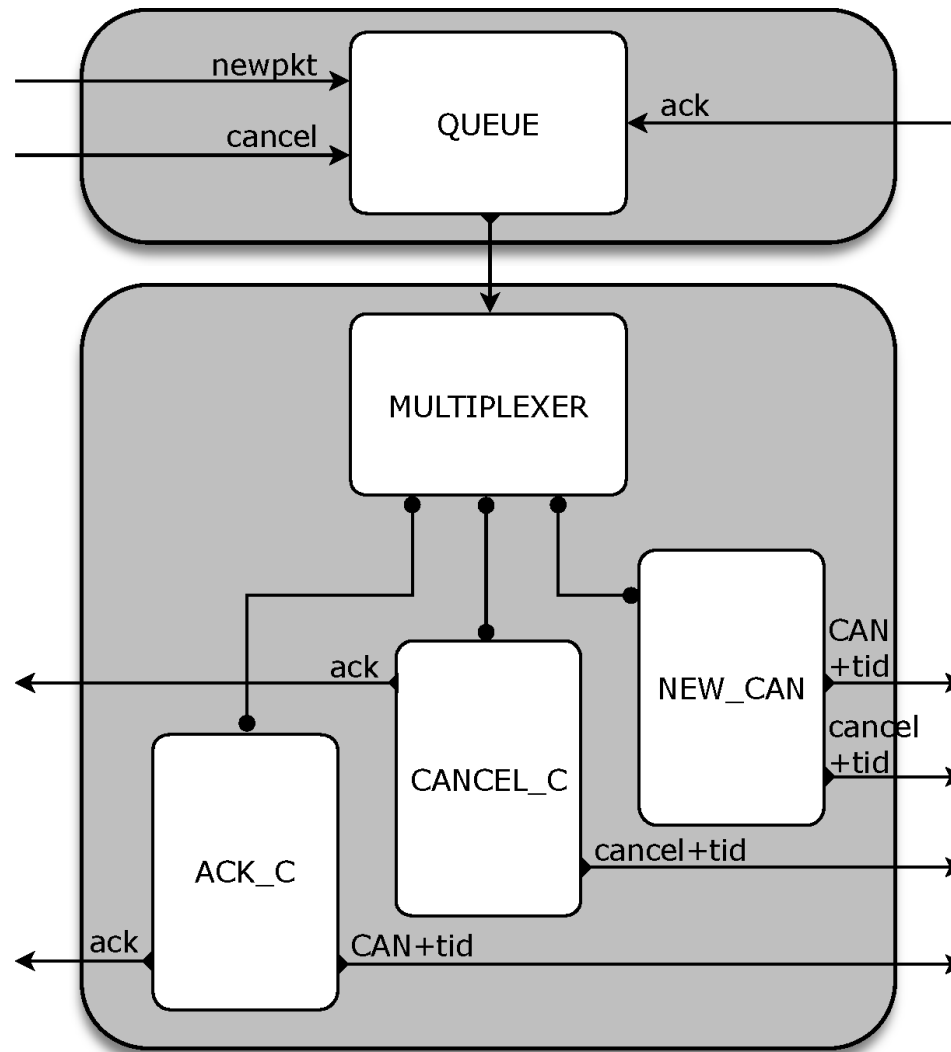 newpkt
ack
QUEUE
cancel
MULTIPLEXER
CAN
+tid
ack
NEW_CAN
cancel
+tid
CANCEL_C
cancel+tid
ACK_C
ack
CAN+tid